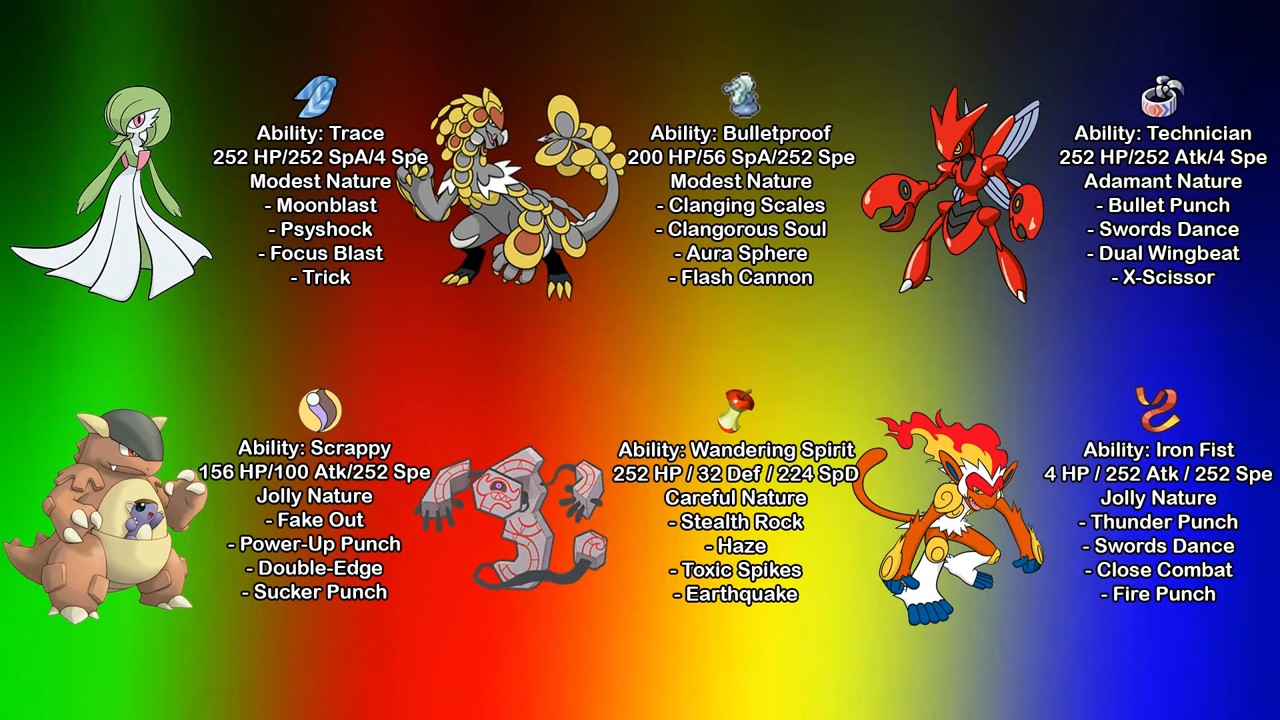 Ability: Trace
252 HP/252 SpA/4 Spe
Modest Nature
- Moonblast
- Psyshock
- Focus Blast
- Trick
Ability: Bulletproof
200 HP/56 SpA/252 Spe
Modest Nature
- Clanging Scales
- Clangorous Soul
- Aura Sphere
- Flash Cannon
Ability: Technician
252 HP/252 Atk/4 Spe
Adamant Nature
- Bullet Punch
- Swords Dance
- Dual Wingbeat
- X-Scissor
Ability: Scrappy
156 HP/100 Atk/252 Spe
Jolly Nature
- Fake Out
- Power-Up Punch
- Double-Edge
- Sucker Punch
Ability: Wandering Spirit
252 HP / 32 Def / 224 SpD
Careful Nature
- Stealth Rock
- Haze
- Toxic Spikes
- Earthquake
Ability: Iron Fist
4 HP / 252 Atk / 252 Spe
Jolly Nature
- Thunder Punch
- Swords Dance
- Close Combat
- Fire Punch